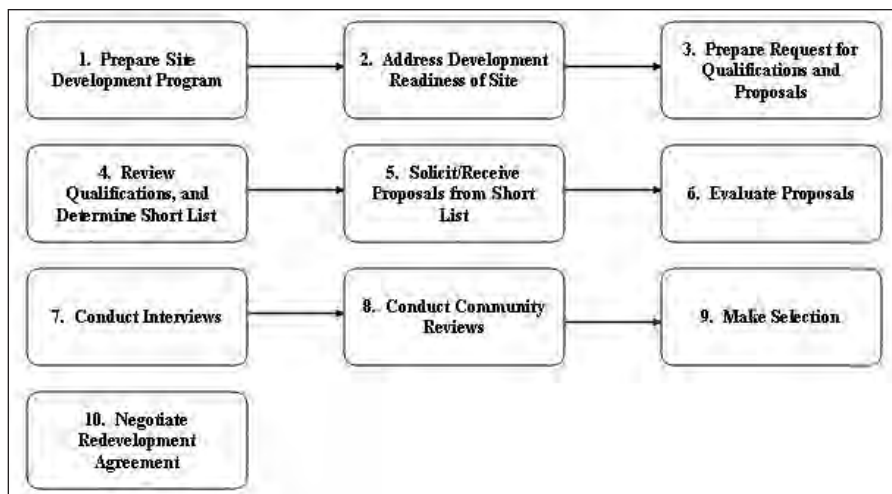 1. Prepare Site
Development Program
2. Address Development
Readiness of Site
3. Prepare Request for
Qualifications and
Proposals
4. Review
Qualifications, and
Determine Short List
5. Solicit/Receive
Proposals from Short
List
6. Evaluate Proposals
7. Conduct Interviews
8. Conduct Community
Reviews
9. Make Selection
10. Negotiate
Redevelopment
Agreement